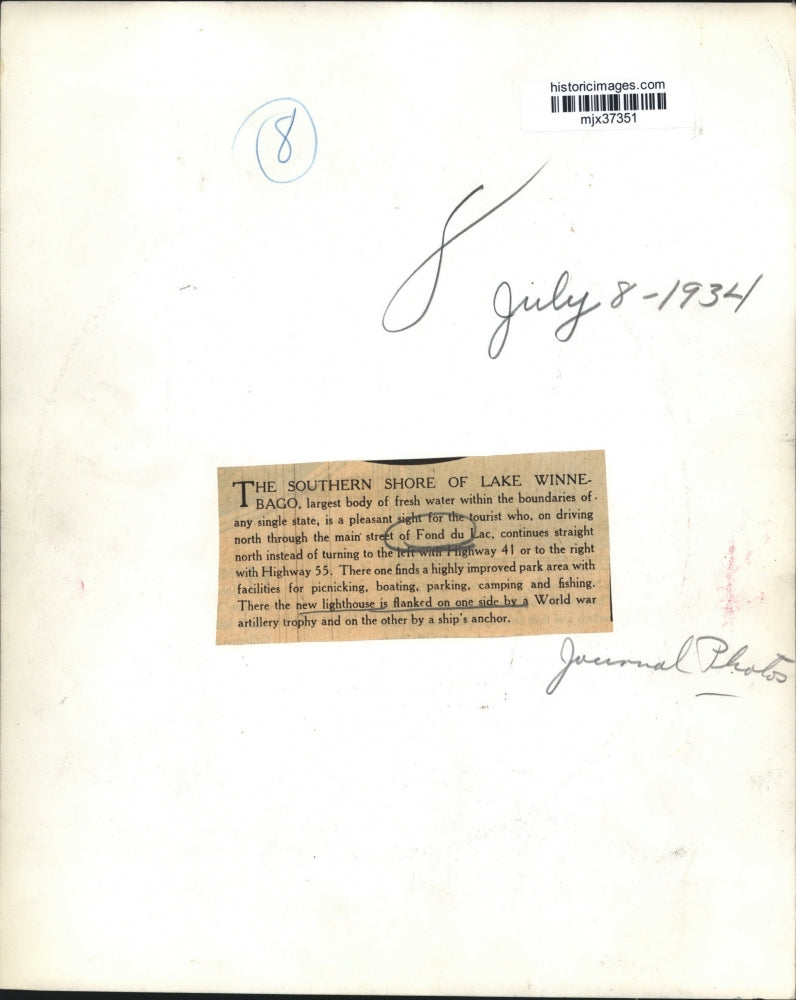 historicimages.com
mjx37351
8
8
July 8-1934
THE SOUTHERN SHORE OF LAKE WINNE-
BAGO, largest body of fresh water within the boundaries of
any single state, is a pleasant sight for the tourist who, on driving
north through the main street of Fond du Lac, continues straight
north instead of turning to the left with Highway 41 or to the right
with Highway 55. There one finds a highly improved park area with
facilities for picnicking, boating, parking, camping and fishing.
There the new lighthouse is flanked on one side by a World war
artillery trophy and on the other by a ship's anchor.
Journal Photos